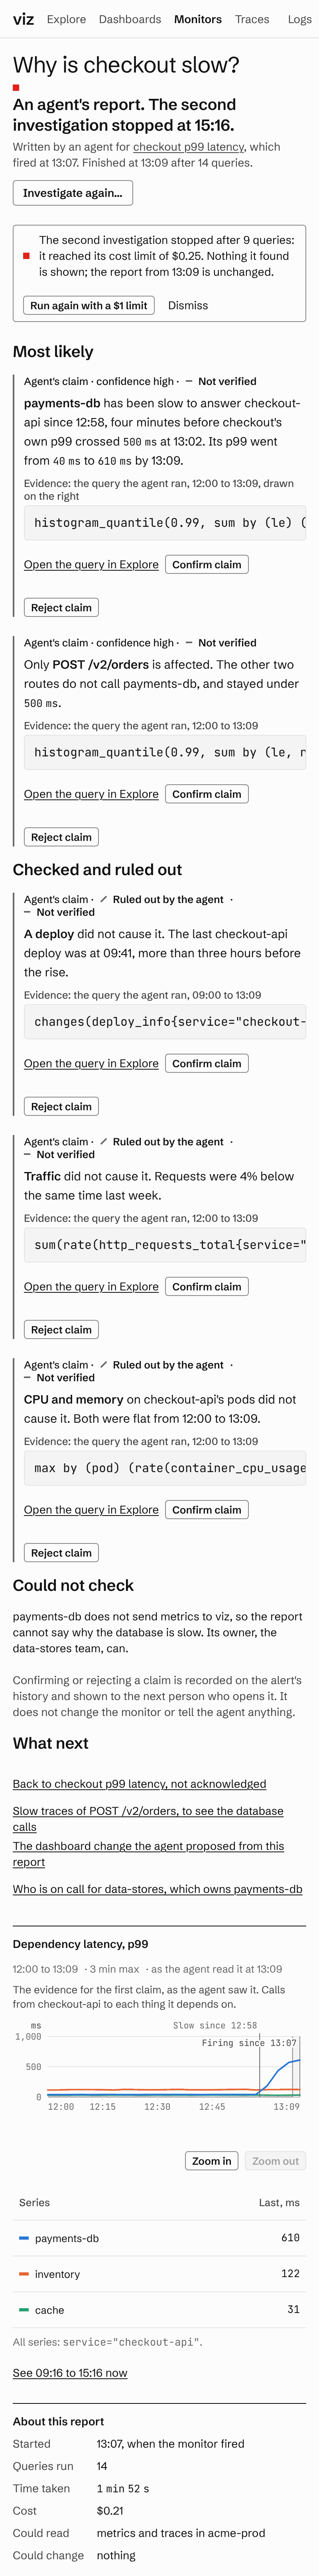 viz Explore Dashboards Monitors Traces Logs
Why is checkout slow?
An agent's report. The second
investigation stopped at 15:16.
Written by an agent for checkout p99 latency, which
fired at 13:07. Finished at 13:09 after 14 queries.
Investigate again...
The second investigation stopped after 9 queries:
it reached its cost limit of $0.25. Nothing it found
is shown; the report from 13:09 is unchanged.
Run again with a $1 limit Dismiss
Most likely
Agent's claim · confidence high · – Not verified
payments-db has been slow to answer checkout-
api since 12:58, four minutes before checkout's
own p99 crossed 500 ms at 13:02. Its p99 went
from 40 ms to 610 ms by 13:09.
Evidence: the query the agent ran, 12:00 to 13:09, drawn
on the right
histogram_quantile(0.99, sum by (le) (
Open the query in Explore Confirm claim
Reject claim
Agent's claim · confidence high · – Not verified
Only POST /v2/orders is affected. The other two
routes do not call payments-db, and stayed under
500 ms.
Evidence: the query the agent ran, 12:00 to 13:09
histogram_quantile(0.99, sum by (le, r
Open the query in Explore Confirm claim
Reject claim
Checked and ruled out
Agent's claim · Ruled out by the agent ·
– Not verified
A deploy did not cause it. The last checkout-api
deploy was at 09:41, more than three hours before
the rise.
Evidence: the query the agent ran, 09:00 to 13:09
changes(deploy_info{service="checkout-
Open the query in Explore Confirm claim
Reject claim
Agent's claim · Ruled out by the agent ·
– Not verified
Traffic did not cause it. Requests were 4% below
the same time last week.
Evidence: the query the agent ran, 12:00 to 13:09
sum(rate(http_requests_total{service="
Open the query in Explore Confirm claim
Reject claim
Agent's claim · Ruled out by the agent ·
– Not verified
CPU and memory on checkout-api's pods did not
cause it. Both were flat from 12:00 to 13:09.
Evidence: the query the agent ran, 12:00 to 13:09
max by (pod) (rate(container_cpu_usage
Open the query in Explore Confirm claim
Reject claim
Could not check
payments-db does not send metrics to viz, so the report
cannot say why the database is slow. Its owner, the
data-stores team, can.
Confirming or rejecting a claim is recorded on the alert's
history and shown to the next person who opens it. It
does not change the monitor or tell the agent anything.
What next
Back to checkout p99 latency, not acknowledged
Slow traces of POST /v2/orders, to see the database
calls
The dashboard change the agent proposed from this
report
Who is on call for data-stores, which owns payments-db
Dependency latency, p99
12:00 to 13:09 · 3 min max · as the agent read it at 13:09
The evidence for the first claim, as the agent saw it. Calls
from checkout-api to each thing it depends on.
ms Slow since 12:58
1,000 Firing since 13:07
500
0
12:00 12:15 12:30 12:45 13:09
Zoom in Zoom out
Series Last, ms
payments-db 610
inventory 122
cache 31
All series: service="checkout-api".
See 09:16 to 15:16 now
About this report
Started 13:07, when the monitor fired
Queries run 14
Time taken 1 min 52 s
Cost $0.21
Could read metrics and traces in acme-prod
Could change nothing